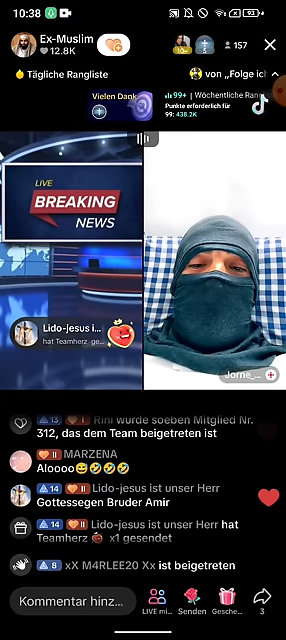 10:38
Ex-Muslim
12.8K
157
Tägliche Rangliste
von „Folge ich
Vielen Dank
99+ | Wöchentliche Rang
Punkte erforderlich für
99: 438.2K
LIVE
BREAKING
NEWS
Lido-jesus i...
hat Teamherz ge...
Jorne_...
13 II Rini wurde soeben Mitglied Nr.
312, das dem Team beigetreten ist
II MARZENA
Aloooo😅🤣🤣🤣
14 II Lido-jesus ist unser Herr
Gottessegen Bruder Amir
14 II Lido-jesus ist unser Herr hat
Teamherz x1 gesendet
8 xX M4RLEE20 Xx ist beigetreten
Kommentar hinz...
LIVE mi...
Senden
Gesche...
3